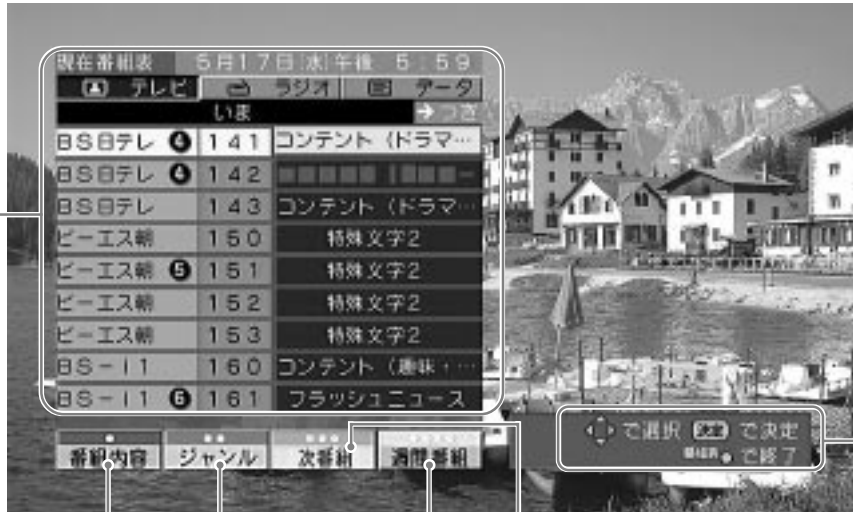 現在番組表 5月17日[水]午後 5:59
テレビ ラジオ データ
いま →つぎ
BS日テレ ❹ 141 コンテント（ドラマ…
BS日テレ ❹ 142
BS日テレ 143 コンテント（ドラマ…
ビーエス朝 150 特殊文字2
ビーエス朝 ❺ 151 特殊文字2
ビーエス朝 152 特殊文字2
ビーエス朝 153 特殊文字2
BS-i1 160 コンテント（趣味・…
BS-i1 ❻ 161 フラッシュニュース
で選択 決定 で決定
番組表 で終了
番組内容 ジャンル 次番組 週間番組